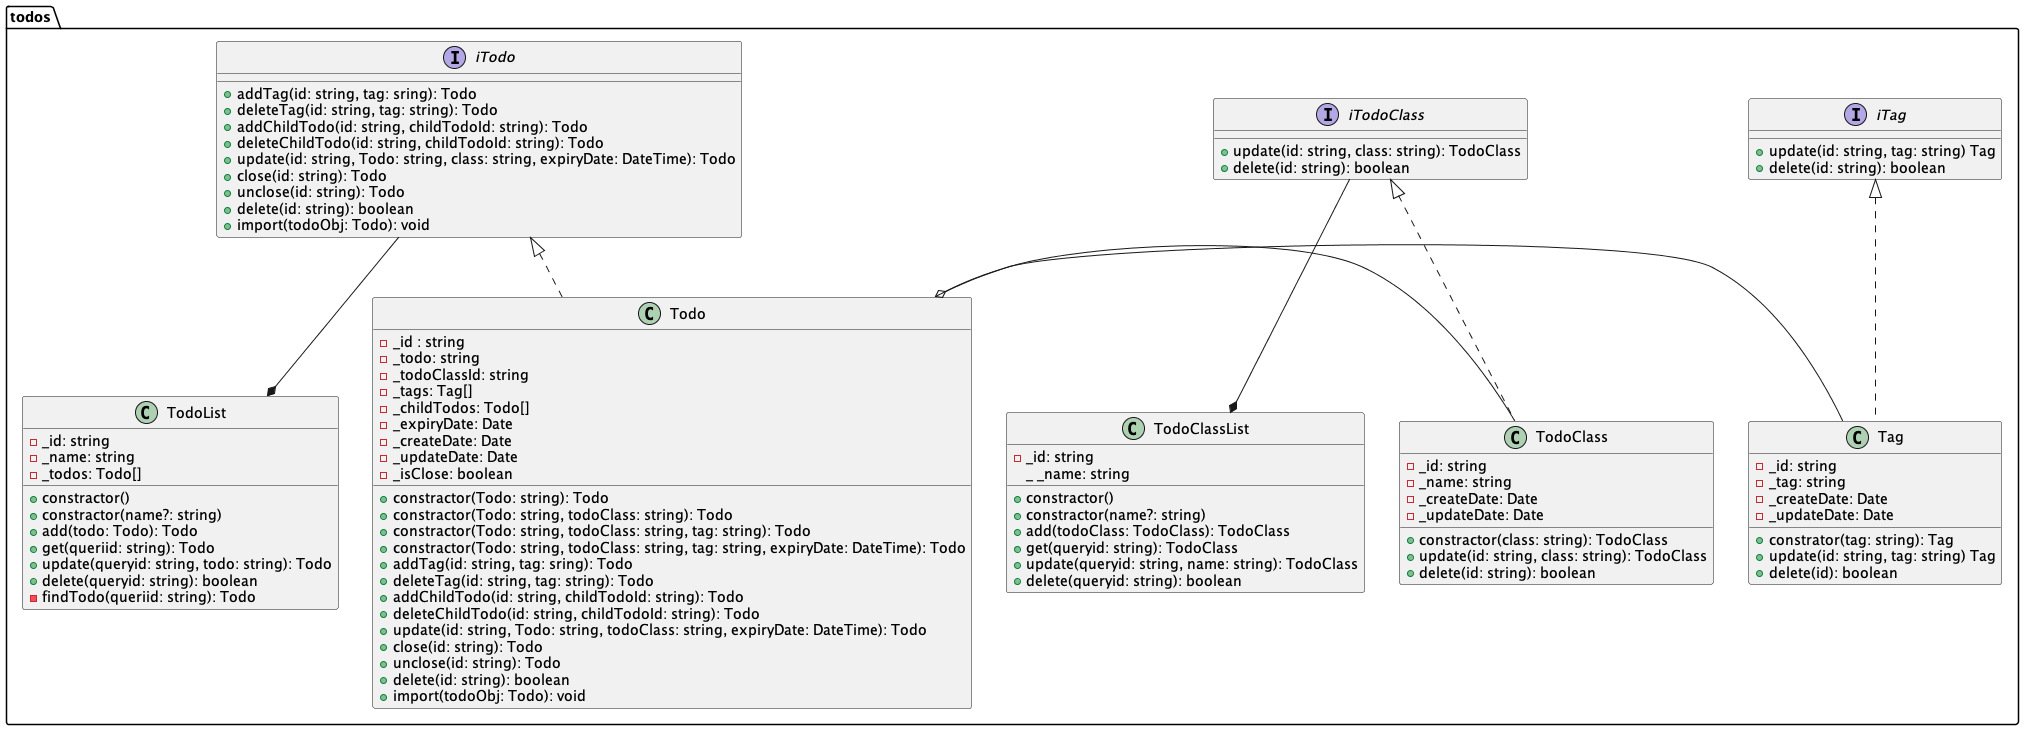 todos
I iTodo
addTag(id: string, tag: sring): Todo
deleteTag(id: string, tag: string): Todo
addChildTodo(id: string, childTodoId: string): Todo
deleteChildTodo(id: string, childTodoId: string): Todo
update(id: string, Todo: string, class: string, expiryDate: DateTime): Todo
close(id: string): Todo
unclose(id: string): Todo
delete(id: string): boolean
import(todoObj: Todo): void
I iTodoClass
update(id: string, class: string): TodoClass
delete(id: string): boolean
I iTag
update(id: string, tag: string) Tag
delete(id: string): boolean
C TodoList
_id: string
_name: string
_todos: Todo[]
constractor()
constractor(name?: string)
add(todo: Todo): Todo
get(queriid: string): Todo
update(queryid: string, todo: string): Todo
delete(queryid: string): boolean
findTodo(queriid: string): Todo
C Todo
_id : string
_todo: string
_todoClassId: string
_tags: Tag[]
_childTodos: Todo[]
_expiryDate: Date
_createDate: Date
_updateDate: Date
_isClose: boolean
constractor(Todo: string): Todo
constractor(Todo: string, todoClass: string): Todo
constractor(Todo: string, todoClass: string, tag: string): Todo
constractor(Todo: string, todoClass: string, tag: string, expiryDate: DateTime): Todo
addTag(id: string, tag: sring): Todo
deleteTag(id: string, tag: string): Todo
addChildTodo(id: string, childTodoId: string): Todo
deleteChildTodo(id: string, childTodoId: string): Todo
update(id: string, Todo: string, todoClass: string, expiryDate: DateTime): Todo
close(id: string): Todo
unclose(id: string): Todo
delete(id: string): boolean
import(todoObj: Todo): void
C TodoClassList
_id: string
_ _name: string
constractor()
constractor(name?: string)
add(todoClass: TodoClass): TodoClass
get(queryid: string): TodoClass
update(queryid: string, name: string): TodoClass
delete(queryid: string): boolean
C TodoClass
_id: string
_name: string
_createDate: Date
_updateDate: Date
constractor(class: string): TodoClass
update(id: string, class: string): TodoClass
delete(id: string): boolean
C Tag
_id: string
_tag: string
_createDate: Date
_updateDate: Date
constrator(tag: string): Tag
update(id: string, tag: string) Tag
delete(id): boolean